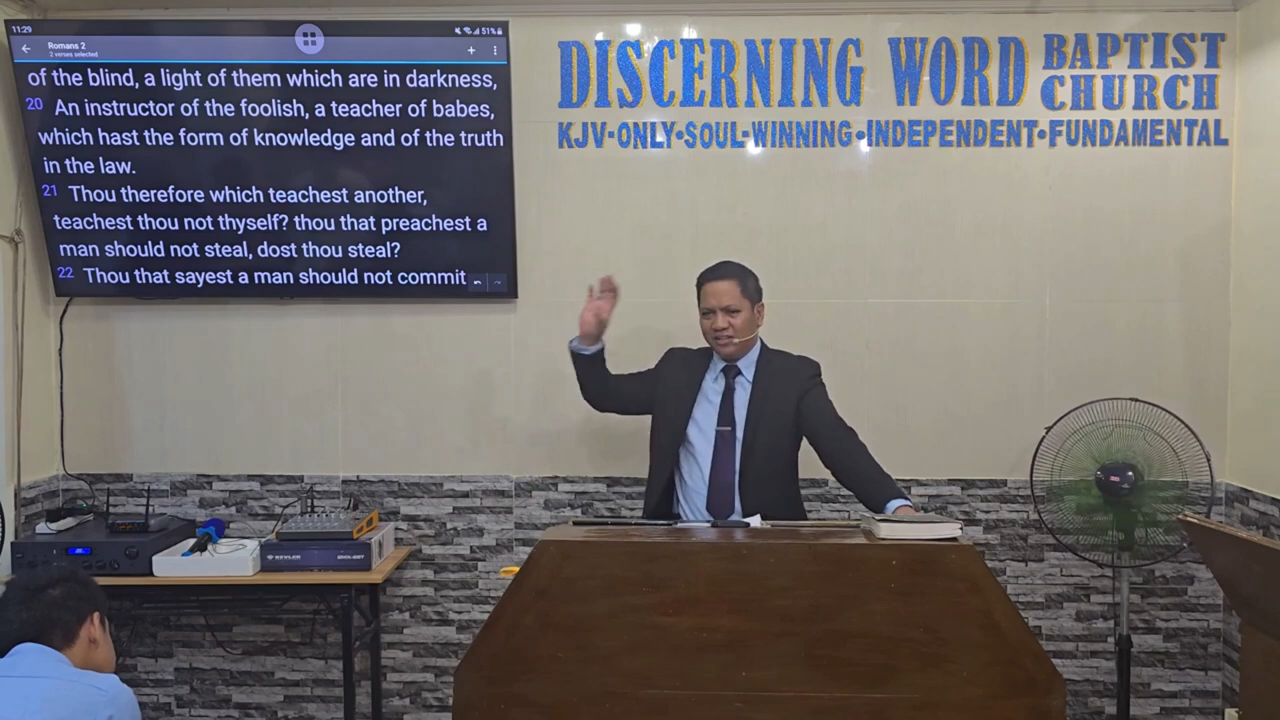 11:29
51%
Romans 2
2 verses selected
of the blind, a light of them which are in darkness,
20 An instructor of the foolish, a teacher of babes,
which hast the form of knowledge and of the truth
in the law.
21 Thou therefore which teachest another,
teachest thou not thyself? thou that preachest a
man should not steal, dost thou steal?
22 Thou that sayest a man should not commit
DISCERNING WORD BAPTIST
CHURCH
KJV-ONLY•SOUL-WINNING•INDEPENDENT•FUNDAMENTAL
KEVLER